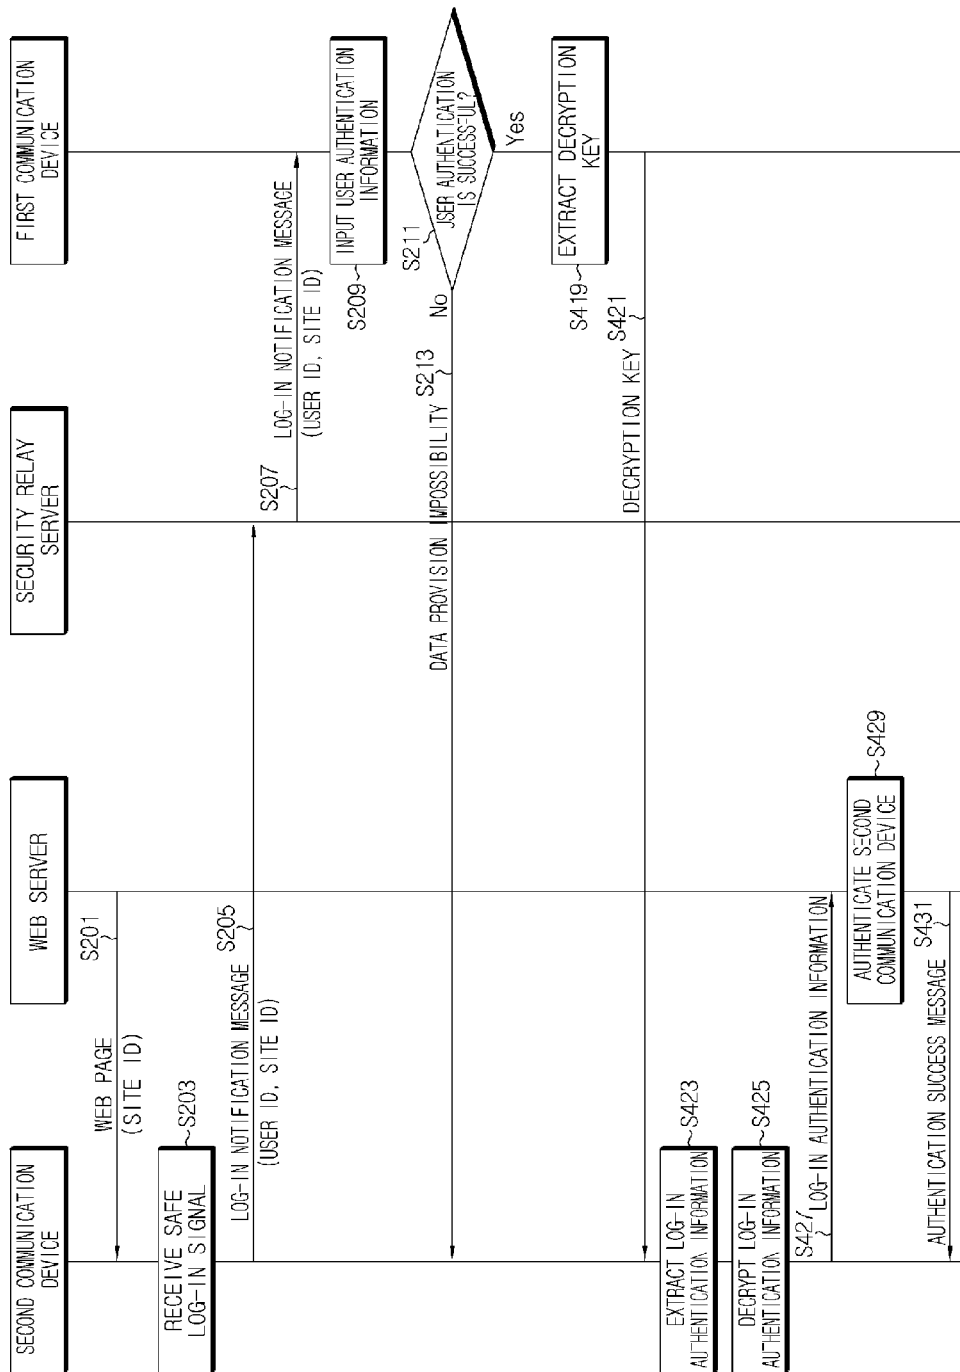 SECOND COMMUNICATION
DEVICE
WEB SERVER
SECURITY RELAY
SERVER
FIRST COMMUNICATION
DEVICE
S201
WEB PAGE
(SITE ID)
RECEIVE SAFE
LOG-IN SIGNAL
S203
LOG-IN NOTIFICATION MESSAGE
(USER ID, SITE ID)
S205
S207
LOG-IN NOTIFICATION MESSAGE
(USER ID, SITE ID)
S209
INPUT USER AUTHENTICATION
INFORMATION
S211
USER AUTHENTICATION
IS SUCCESSFUL?
No
Yes
DATA PROVISION IMPOSSIBILITY
S213
S419
EXTRACT DECRYPTION
KEY
DECRYPTION KEY
S421
EXTRACT LOG-IN
AUTHENTICATION INFORMATION
S423
DECRYPT LOG-IN
AUTHENTICATION INFORMATION
S425
S427
LOG-IN AUTHENTICATION INFORMATION
AUTHENTICATE SECOND
COMMUNICATION DEVICE
S429
AUTHENTICATION SUCCESS MESSAGE
S431